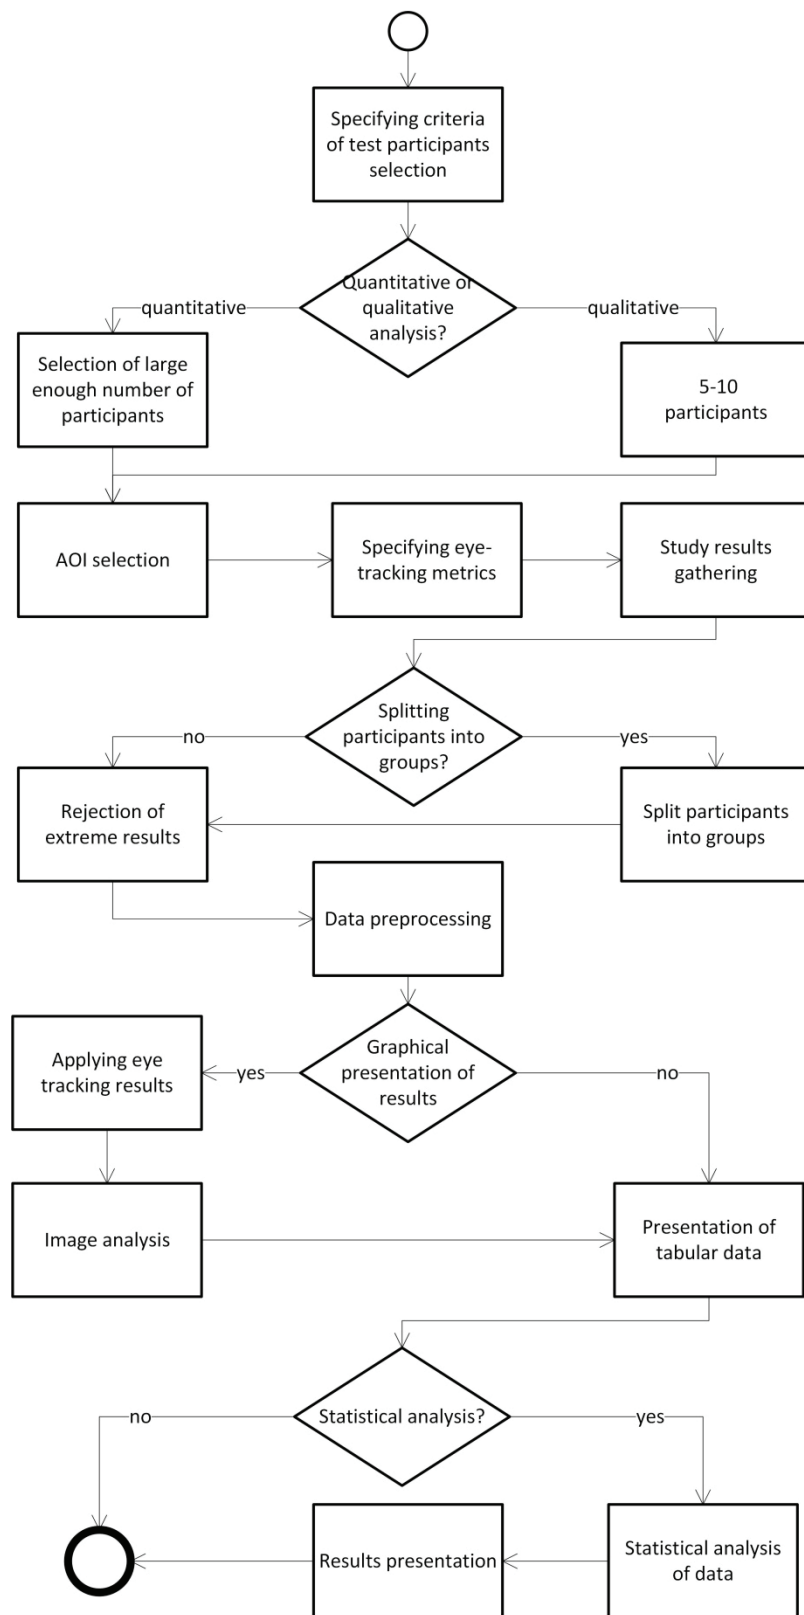 Specifying criteria
of test participants
selection
Quantitative or
qualitative
analysis?
quantitative
qualitative
Selection of large
enough number of
participants
5-10
participants
AOI selection
Specifying eye-
tracking metrics
Study results
gathering
Splitting
participants into
groups?
no
yes
Rejection of
extreme results
Split participants
into groups
Data preprocessing
Graphical
presentation of
results
yes
no
Applying eye
tracking results
Image analysis
Presentation of
tabular data
Statistical analysis?
no
yes
Results presentation
Statistical analysis
of data